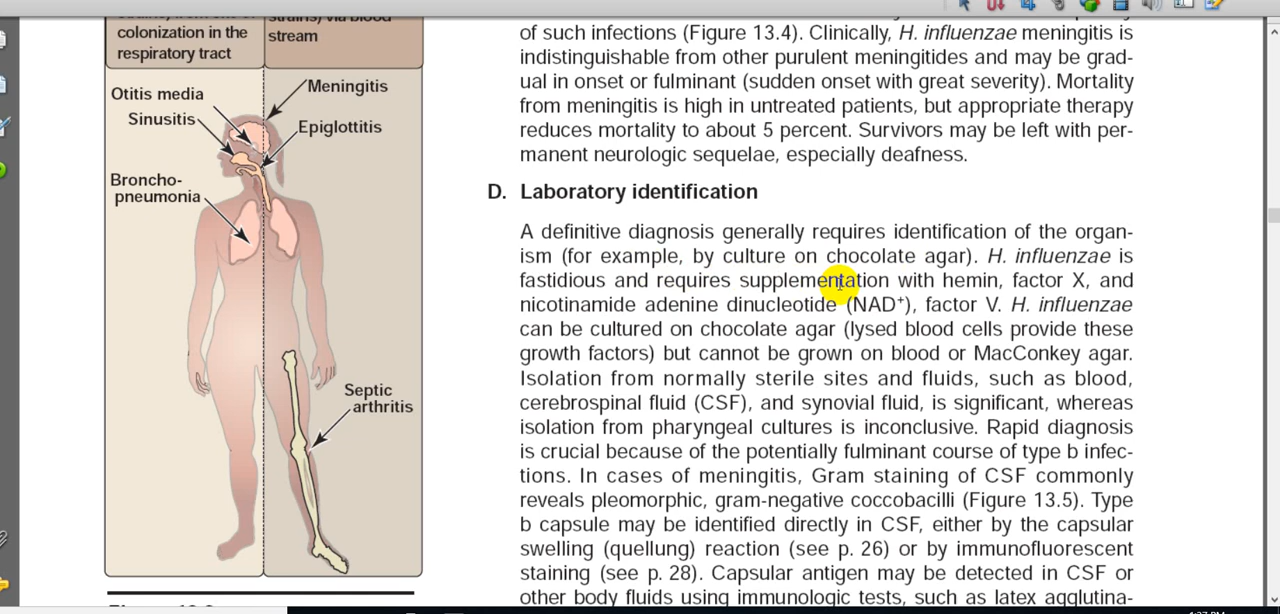 strains) via blood
colonization in the
stream
respiratory tract
Meningitis
Otitis media
Sinusitis
Epiglottitis
Broncho-
pneumonia
Septic
arthritis
of such infections (Figure 13.4). Clinically, H. influenzae meningitis is
indistinguishable from other purulent meningitides and may be grad-
ual in onset or fulminant (sudden onset with great severity). Mortality
from meningitis is high in untreated patients, but appropriate therapy
reduces mortality to about 5 percent. Survivors may be left with per-
manent neurologic sequelae, especially deafness.
D. Laboratory identification
A definitive diagnosis generally requires identification of the organ-
ism (for example, by culture on chocolate agar). H. influenzae is
fastidious and requires supplementation with hemin, factor X, and
nicotinamide adenine dinucleotide (NAD⁺), factor V. H. influenzae
can be cultured on chocolate agar (lysed blood cells provide these
growth factors) but cannot be grown on blood or MacConkey agar.
Isolation from normally sterile sites and fluids, such as blood,
cerebrospinal fluid (CSF), and synovial fluid, is significant, whereas
isolation from pharyngeal cultures is inconclusive. Rapid diagnosis
is crucial because of the potentially fulminant course of type b infec-
tions. In cases of meningitis, Gram staining of CSF commonly
reveals pleomorphic, gram-negative coccobacilli (Figure 13.5). Type
b capsule may be identified directly in CSF, either by the capsular
swelling (quellung) reaction (see p. 26) or by immunofluorescent
staining (see p. 28). Capsular antigen may be detected in CSF or
other body fluids using immunologic tests, such as latex agglutina-